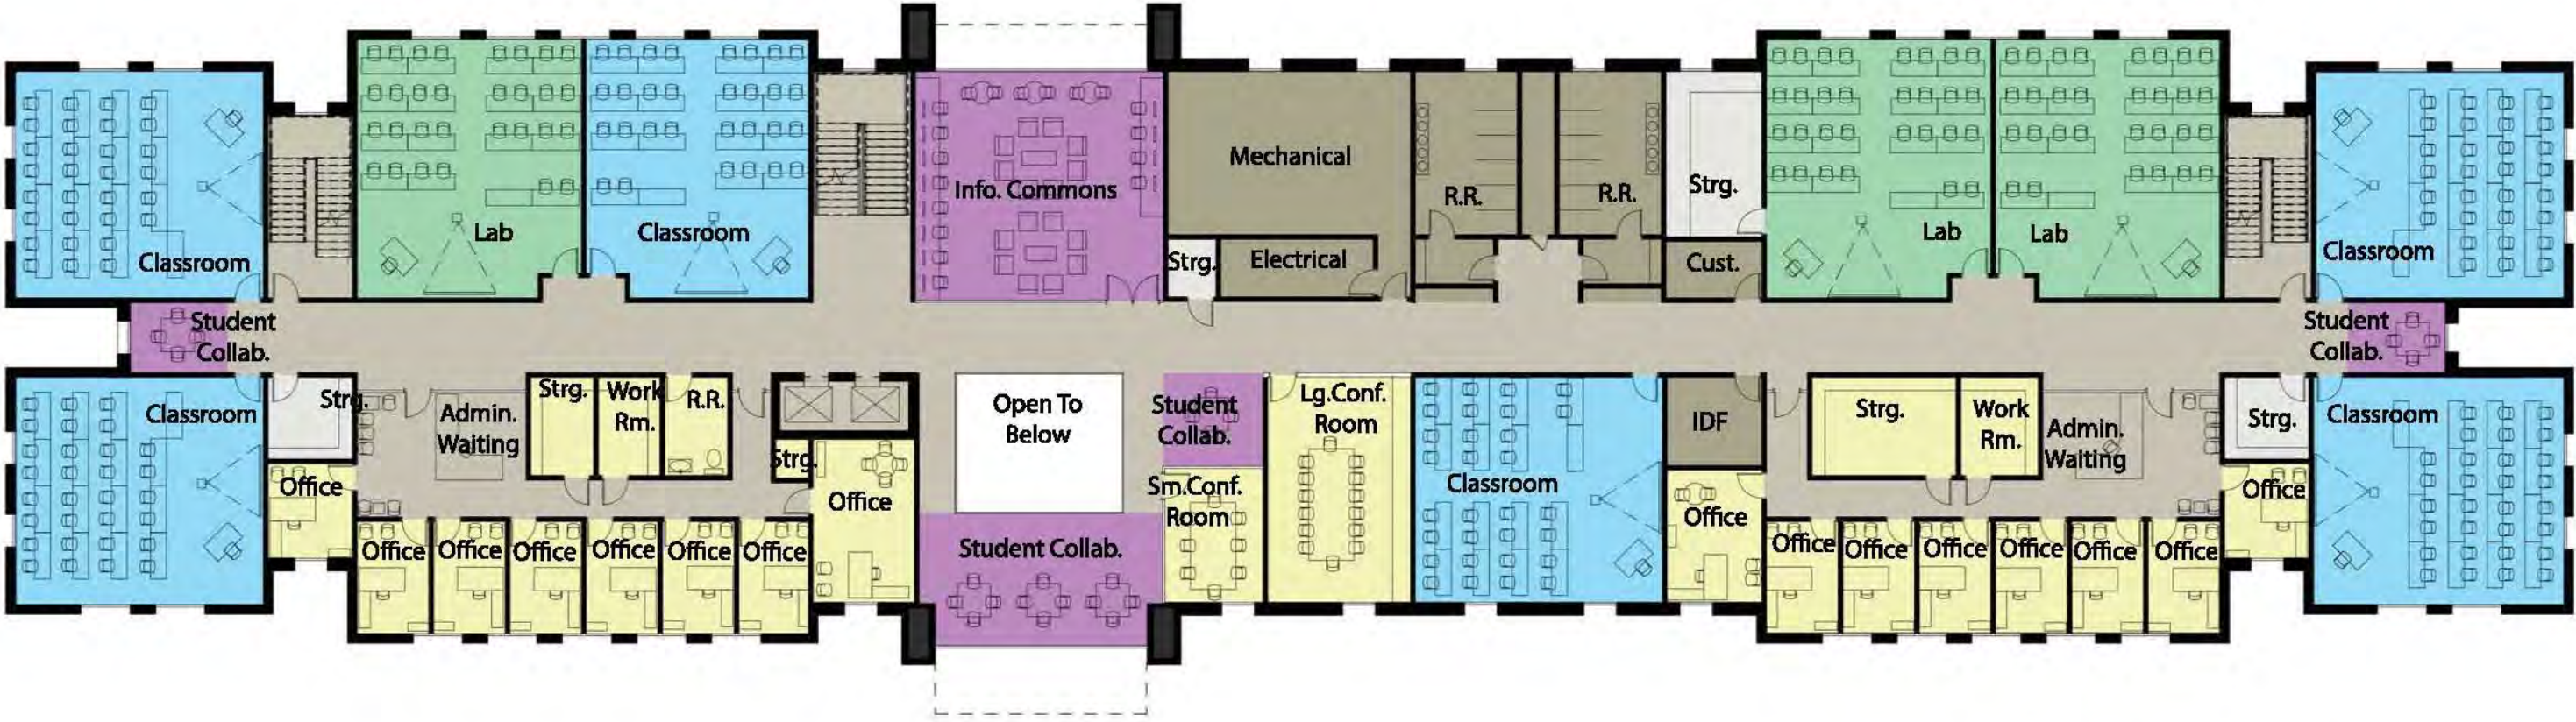 Classroom
Lab
Classroom
Info. Commons
Mechanical
Strg.
Electrical
R.R.
R.R.
Strg.
Cust.
Lab
Lab
Classroom
Student
Collab.
Student
Collab.
Classroom
Strg.
Office
Admin.
Waiting
Strg.
Work
Rm.
R.R.
Strg.
Office
Office
Office
Office
Office
Office
Office
Open To
Below
Student Collab.
Student
Collab.
Sm.Conf.
Room
Lg.Conf.
Room
Classroom
IDF
Office
Strg.
Work
Rm.
Admin.
Waiting
Strg.
Office
Classroom
Office
Office
Office
Office
Office
Office